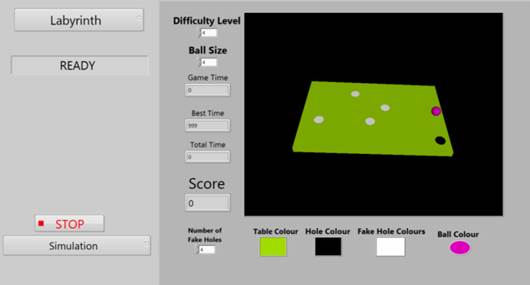 Labyrinth
READY
STOP
Simulation
Difficulty Level
4
Ball Size
4
Game Time
0
Best Time
999
Total Time
0
Score
0
Number of
Fake Holes
4
Table Colour
Hole Colour
Fake Hole Colours
Ball Colour